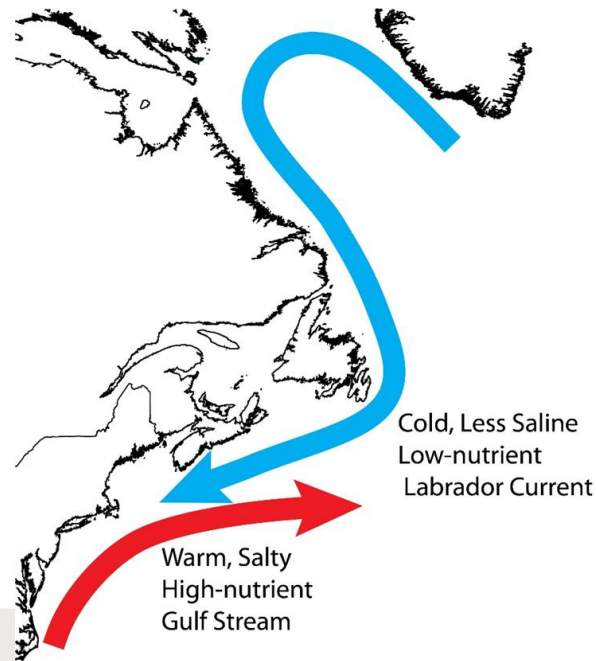 Cold, Less Saline
Low-nutrient
Labrador Current
Warm, Salty
High-nutrient
Gulf Stream